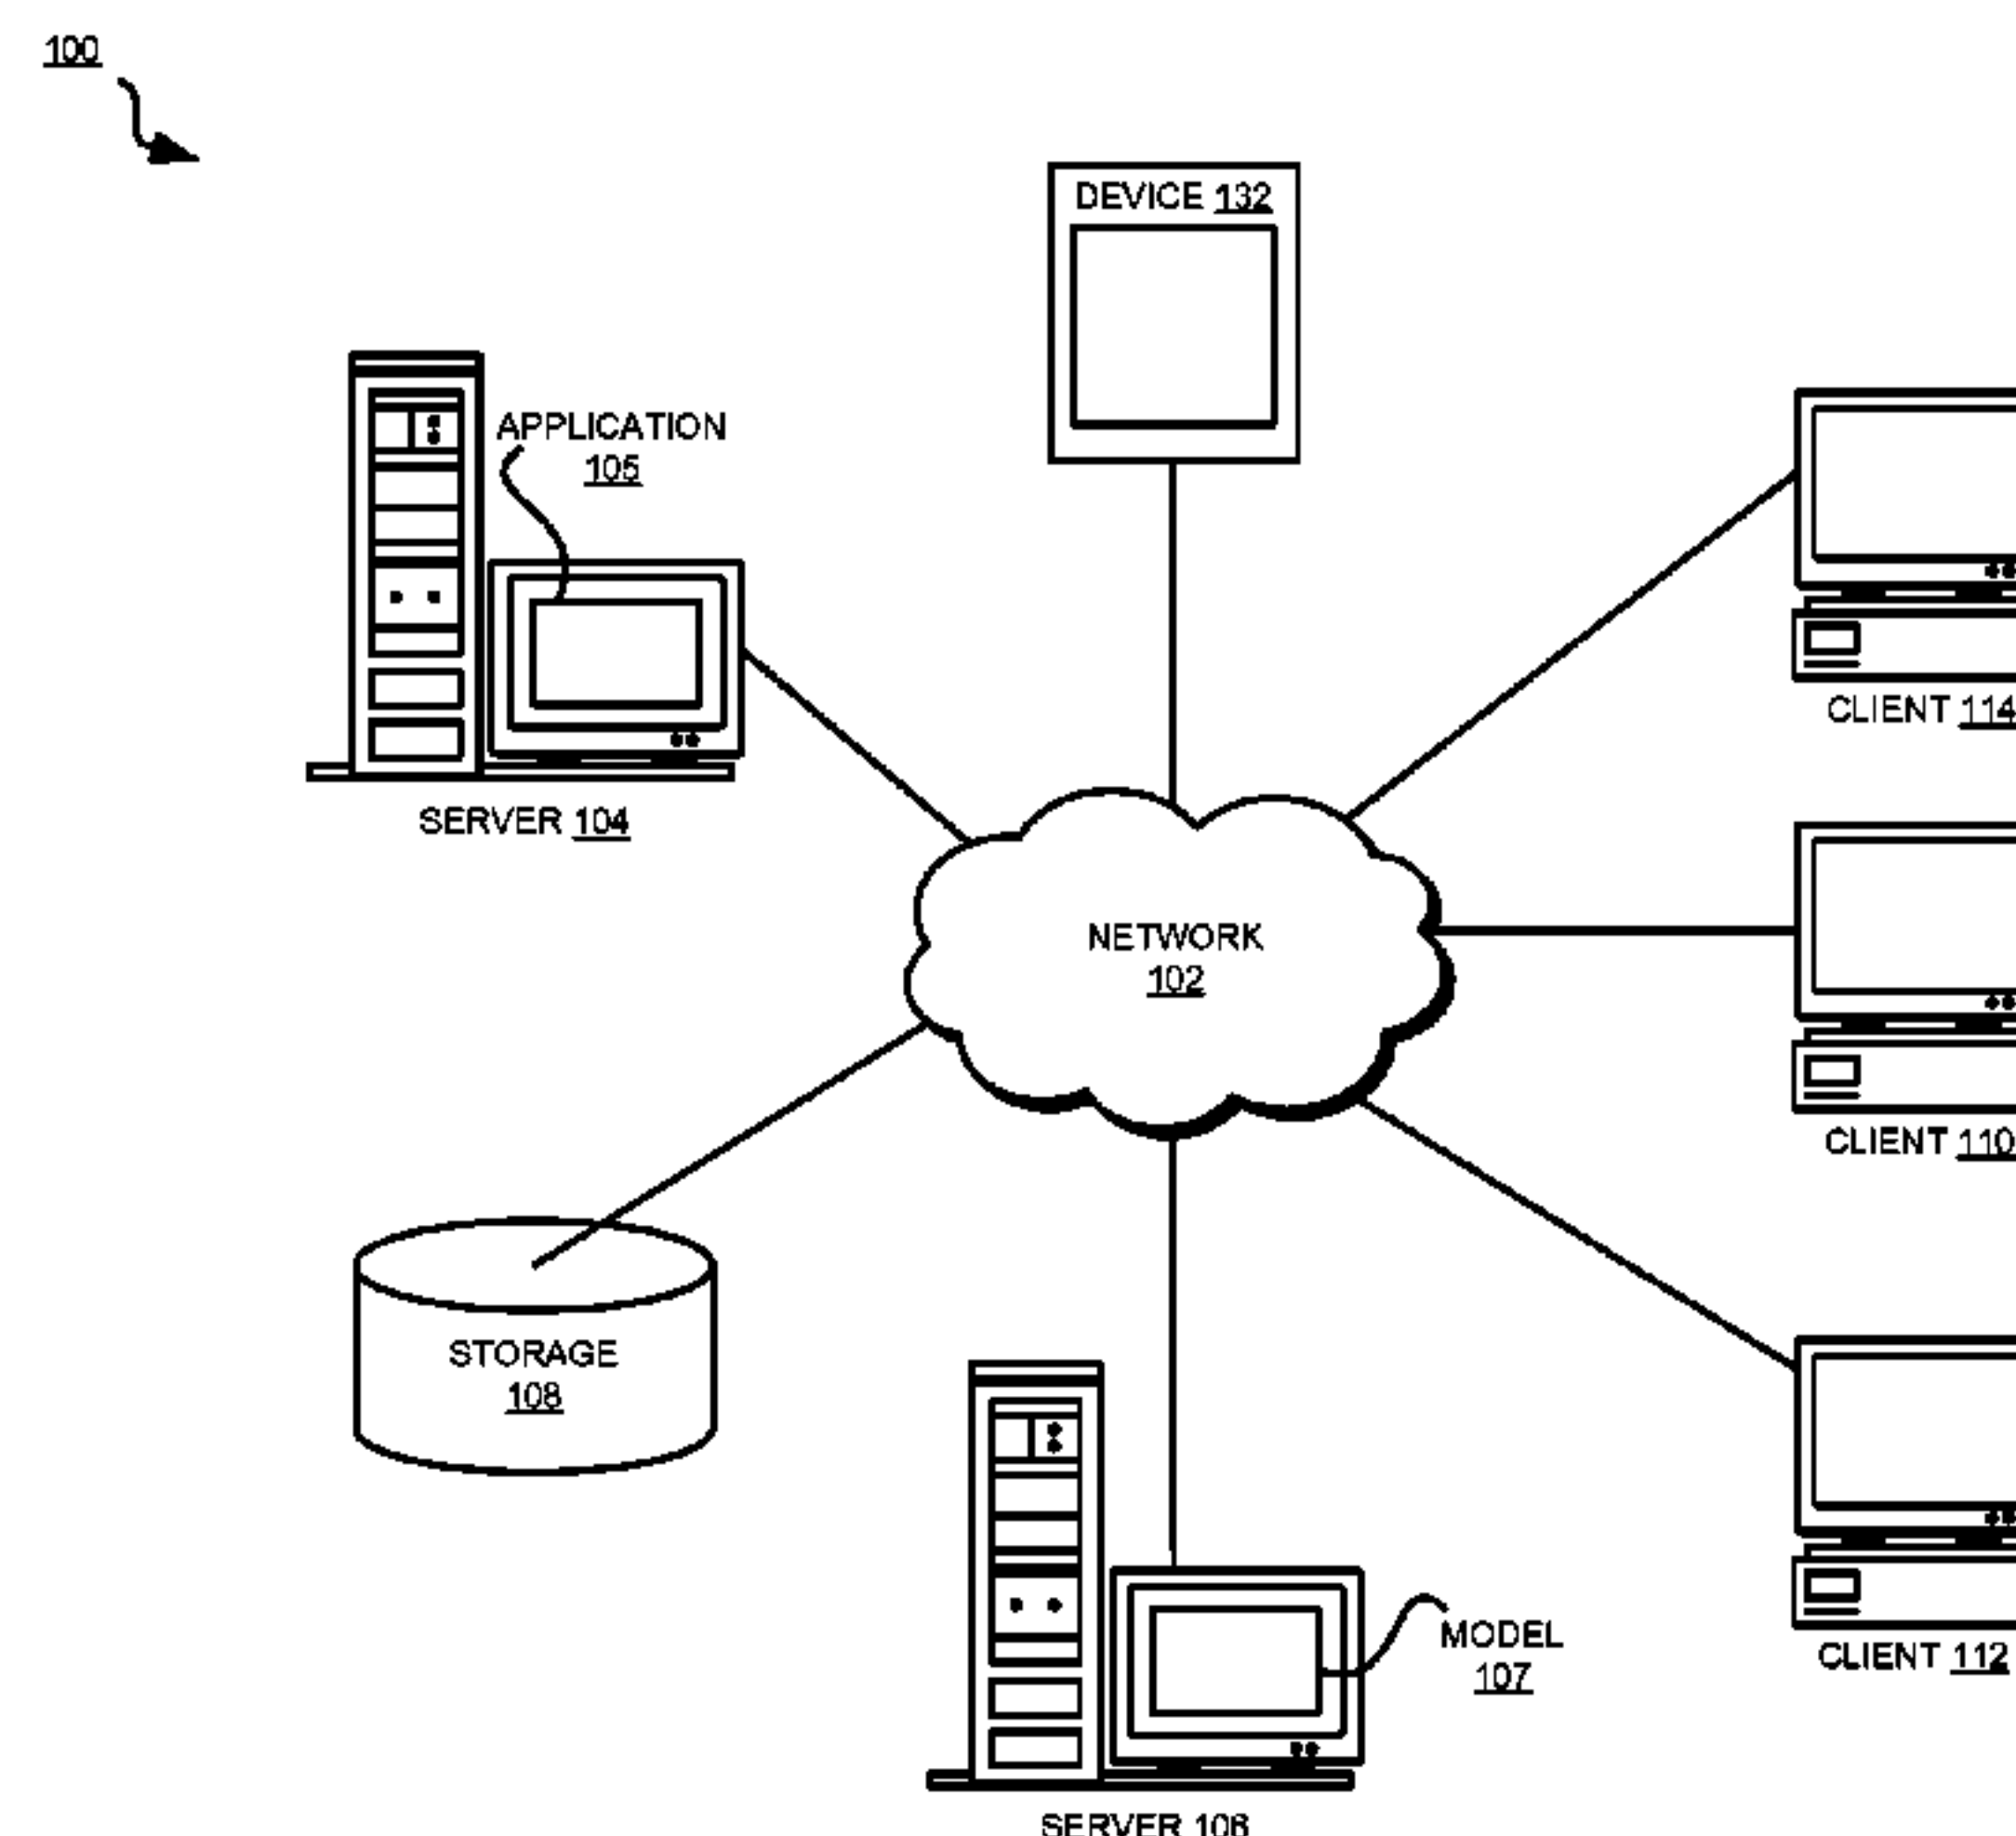 100
DEVICE 132
APPLICATION
105
SERVER 104
CLIENT 114
NETWORK
102
CLIENT 110
STORAGE
108
MODEL
107
CLIENT 112
SERVER 106